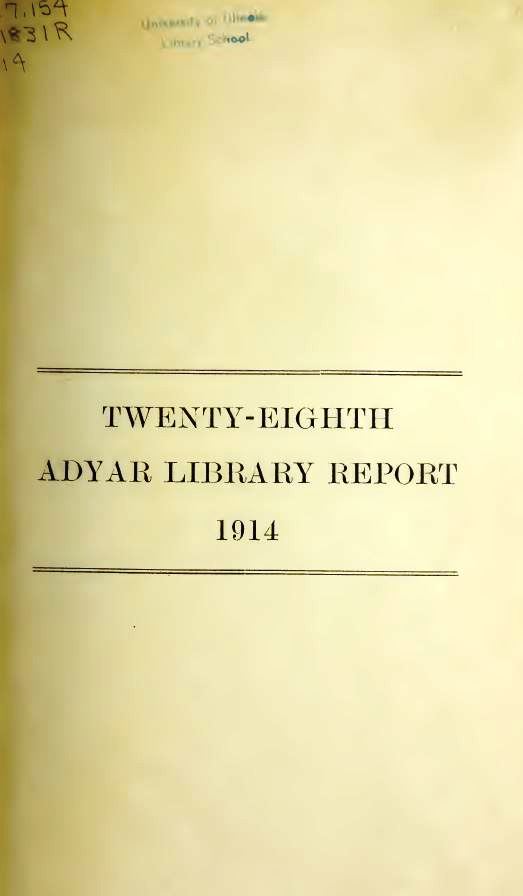 7.154
1831R
14
University of Illinois
Library School
TWENTY-EIGHTH
ADYAR LIBRARY REPORT
1914